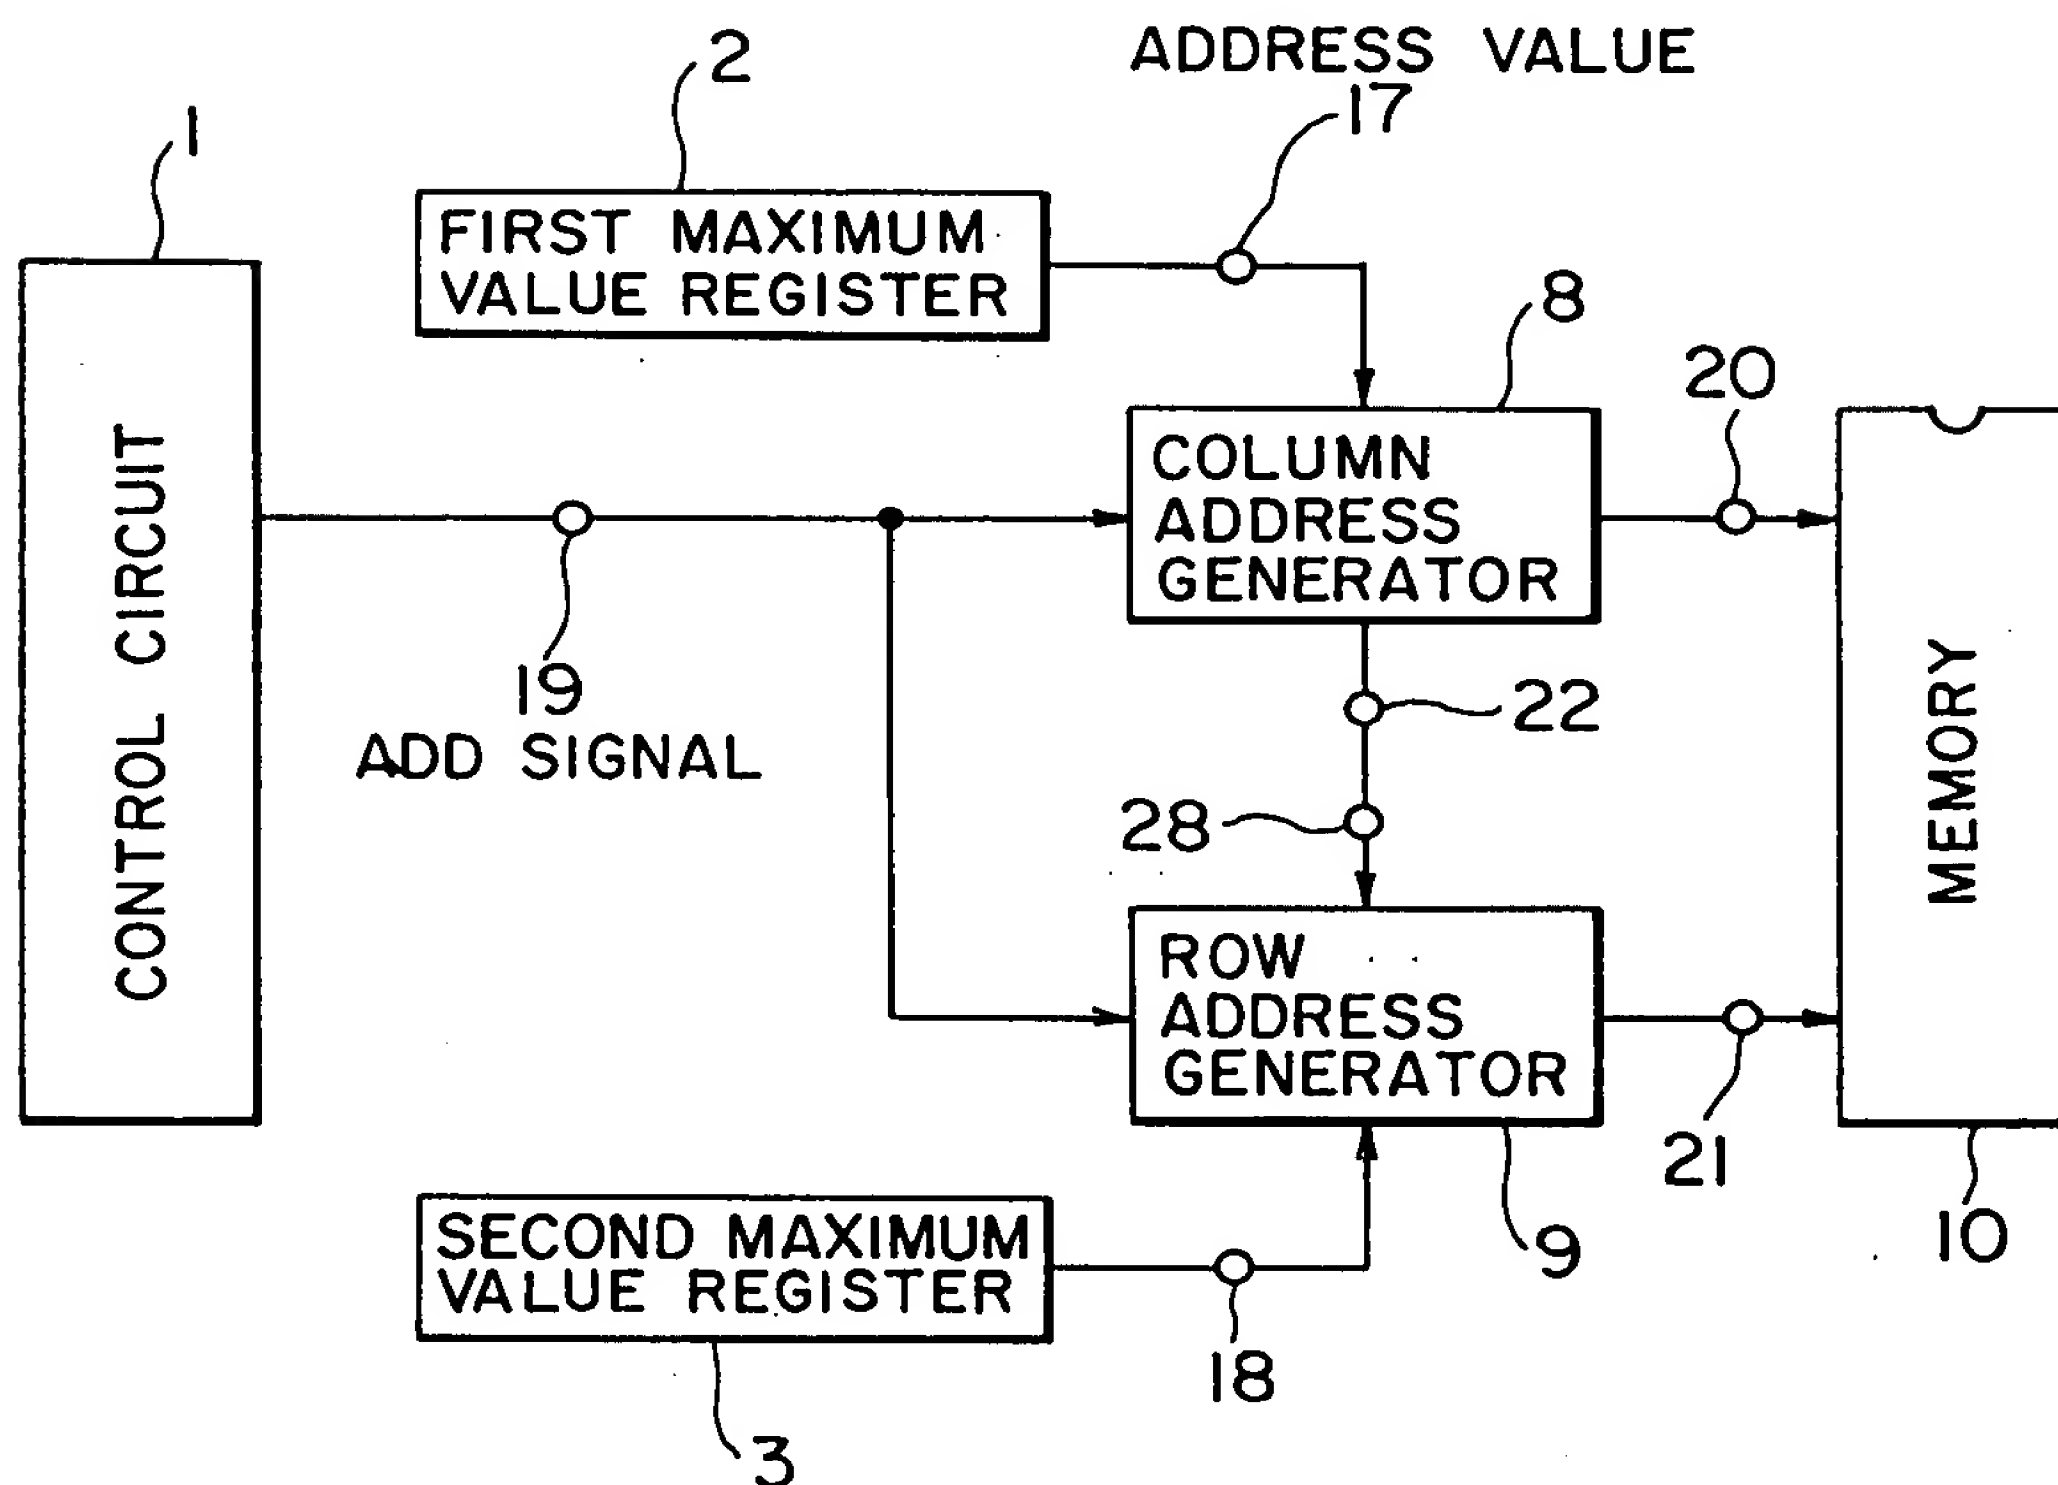 2
ADDRESS VALUE
17
1
FIRST MAXIMUM
VALUE REGISTER
8
20
CONTROL CIRCUIT
COLUMN
ADDRESS
GENERATOR
19
ADD SIGNAL
22
28
MEMORY
ROW
ADDRESS
GENERATOR
21
SECOND MAXIMUM
VALUE REGISTER
9
10
18
3